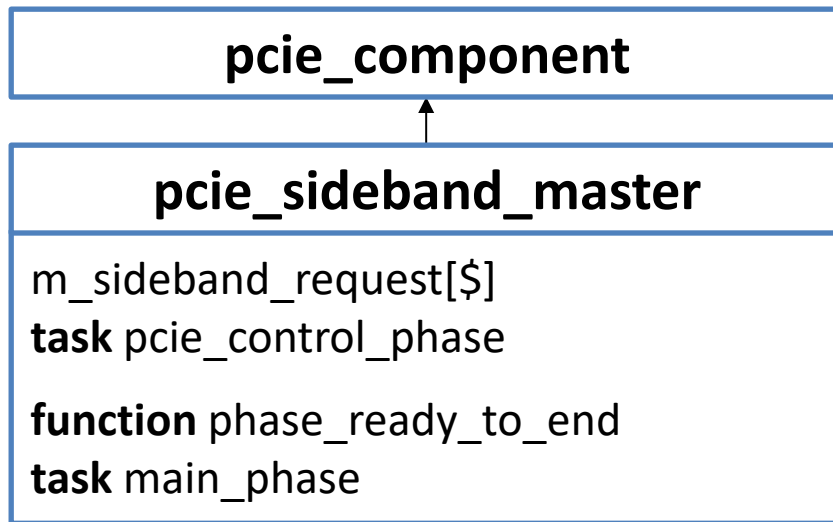 pcie_component
pcie_sideband_master
m_sideband_request[$]
task pcie_control_phase
function phase_ready_to_end
task main_phase